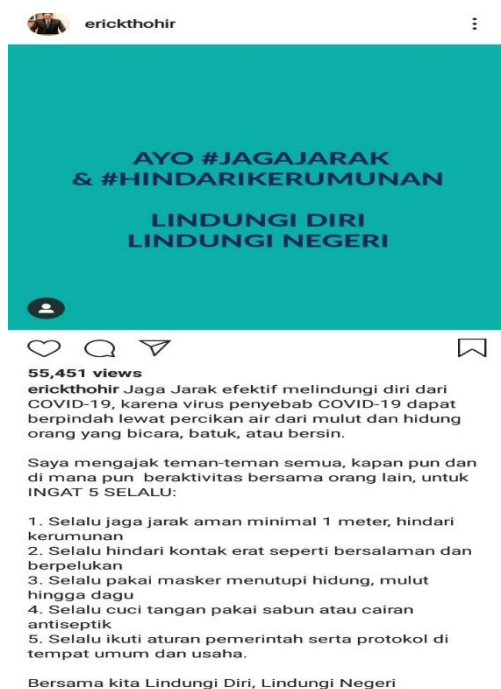 erickthohir
AYO #JAGAJARAK
& #HINDARIKERUMUNAN
LINDUNGI DIRI
LINDUNGI NEGERI
55,451 views
erickthohir Jaga Jarak efektif melindungi diri dari
COVID-19, karena virus penyebab COVID-19 dapat
berpindah lewat percikan air dari mulut dan hidung
orang yang bicara, batuk, atau bersin.
Saya mengajak teman-teman semua, kapan pun dan
di mana pun beraktivitas bersama orang lain, untuk
INGAT 5 SELALU:
1. Selalu jaga jarak aman minimal 1 meter, hindari
kerumunan
2. Selalu hindari kontak erat seperti bersalaman dan
berpelukan
3. Selalu pakai masker menutupi hidung, mulut
hingga dagu
4. Selalu cuci tangan pakai sabun atau cairan
antiseptik
5. Selalu ikuti aturan pemerintah serta protokol di
tempat umum dan usaha.
Bersama kita Lindungi Diri, Lindungi Negeri